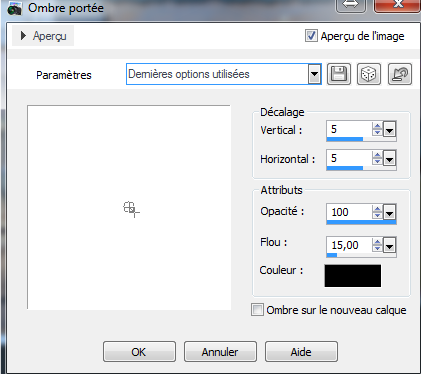 Ombre portée
Aperçu
Aperçu de l'image
Paramètres
Dernières options utilisées
Décalage
Vertical :
5
Horizontal :
5
Attributs
Opacité :
100
Flou :
15,00
Couleur :
Ombre sur le nouveau calque
OK
Annuler
Aide